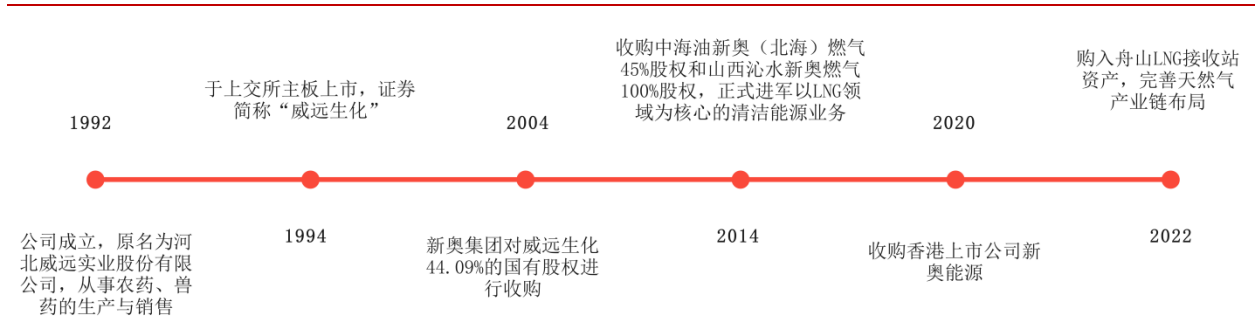 1992
公司成立，原名为河
北威远实业股份有限
公司，从事农药、兽
药的生产与销售
于上交所主板上市，证券
简称“威远生化”
1994
2004
新奥集团对威远生化
44.09%的国有股权进
行收购
收购中海油新奥（北海）燃气
45%股权和山西沁水新奥燃气
100%股权，正式进军以LNG领
域为核心的清洁能源业务
2014
2020
收购香港上市公司新
奥能源
购入舟山LNG接收站
资产，完善天然气
产业链布局
2022